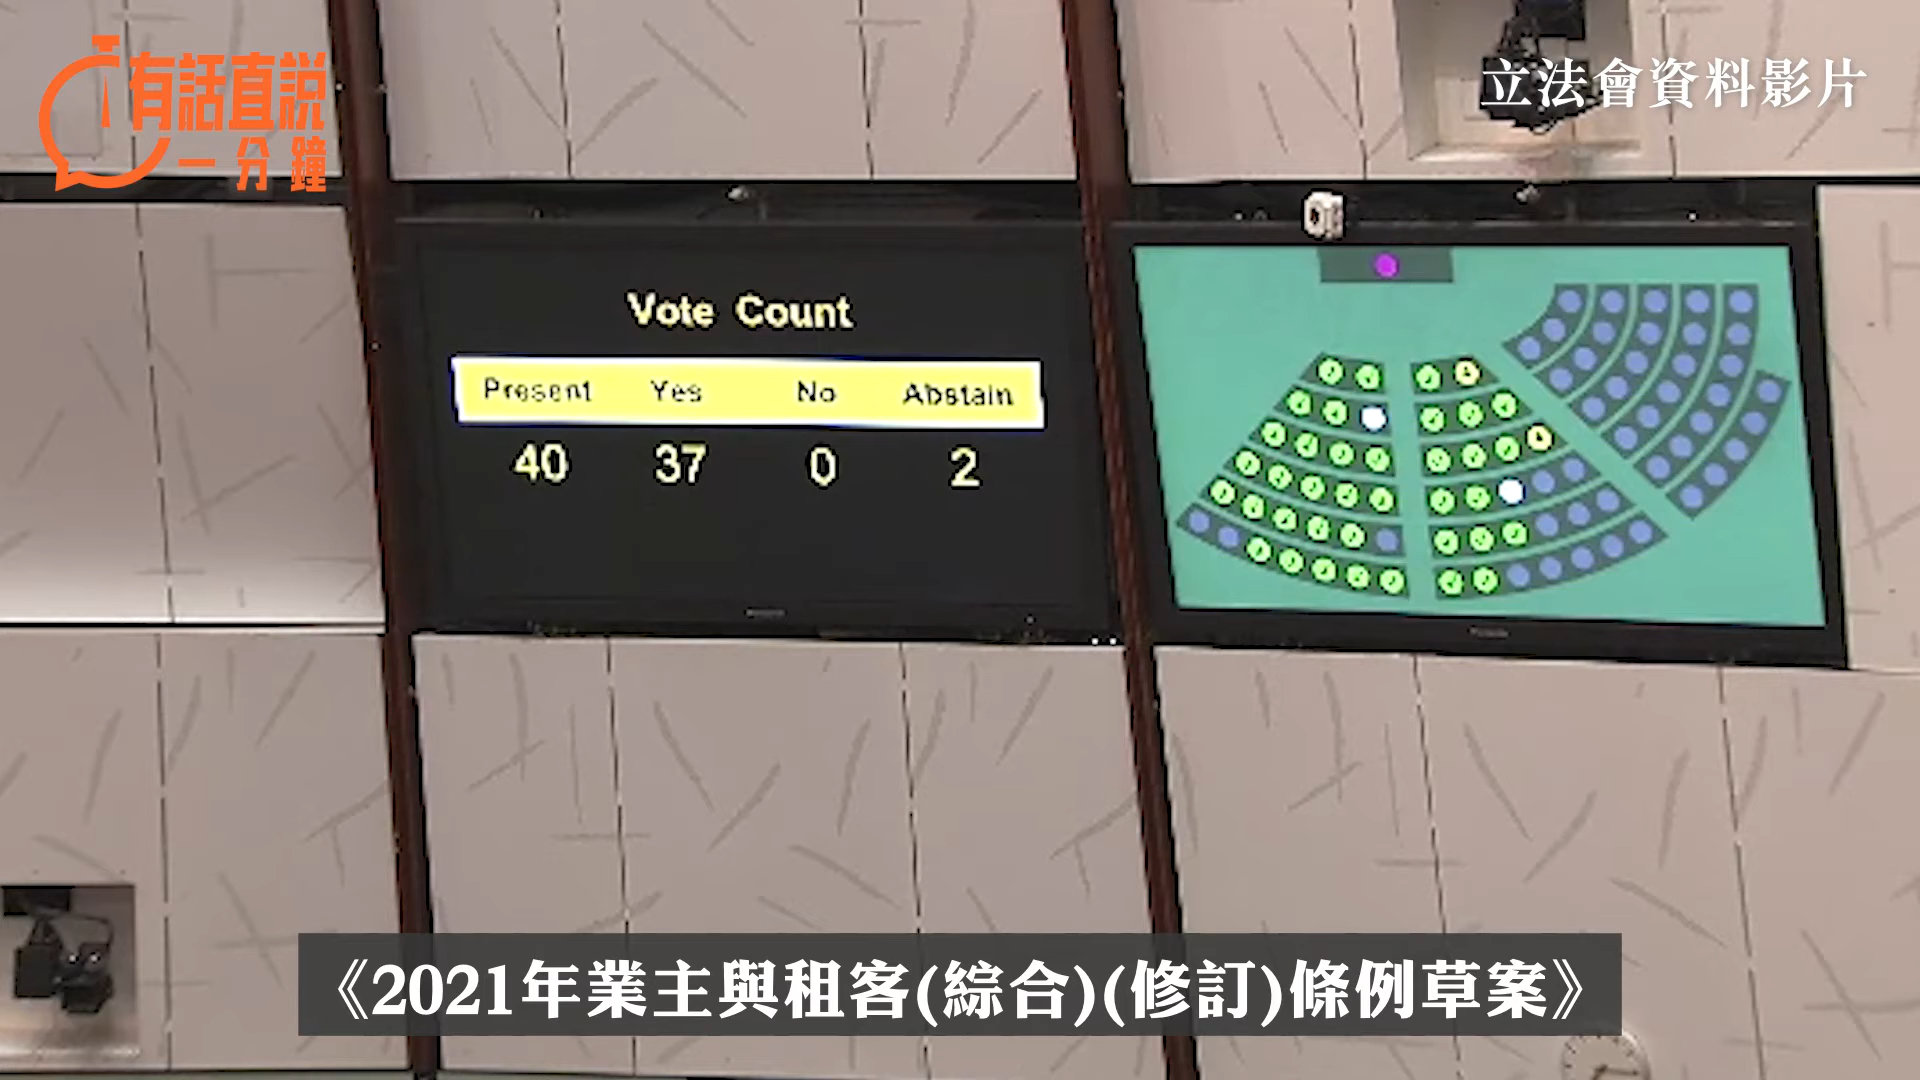 有話直説
一分鐘
立法會資料影片
Vote Count
Present Yes No Abstain
40 37 0 2
《2021年業主與租客(綜合)(修訂)條例草案》